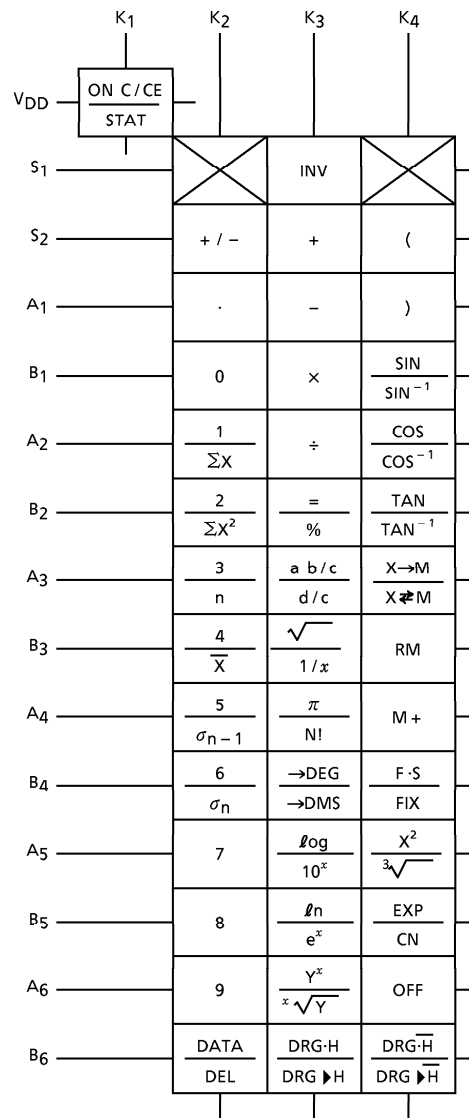 K1 K2 K3 K4
VDD ON C/CE
STAT
S1 INV
S2 +/− + (
A1 · − )
B1 0 × SIN
SIN⁻¹
A2 1 ÷ COS
ΣX COS⁻¹
B2 2 = TAN
ΣX² % TAN⁻¹
A3 3 a b/c X→M
n d/c X⇄M
B3 4 √ RM
X̅ 1/x
A4 5 π M+
σn−1 N!
B4 6 →DEG F·S
σn →DMS FIX
A5 7 ℓog X²
10ˣ ³√
B5 8 ℓn EXP
eˣ CN
A6 9 Yˣ OFF
ˣ√Y
B6 DATA DRG·H DRG·H̅
DEL DRG▶H DRG▶H̅